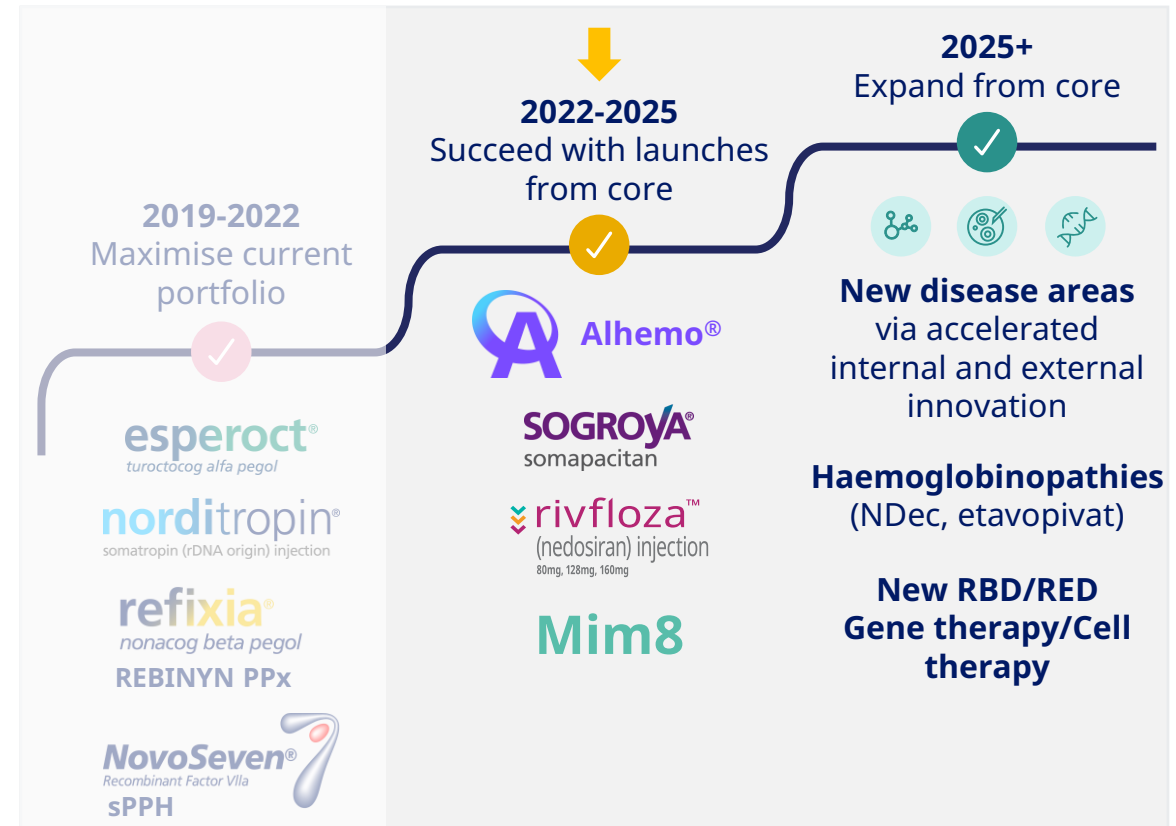 2019-2022
Maximise current
portfolio
esperoct®
turoctocog alfa pegol
norditropin®
somatropin (rDNA origin) injection
refixia®
nonacog beta pegol
REBINYN PPx
NovoSeven®
Recombinant Factor VIIa
sPPH
2022-2025
Succeed with launches
from core
Alhemo®
SOGROYA®
somapacitan
rivfloza™
(nedosiran) injection
80mg, 128mg, 160mg
Mim8
2025+
Expand from core
New disease areas
via accelerated
internal and external
innovation
Haemoglobinopathies
(NDec, etavopivat)
New RBD/RED
Gene therapy/Cell
therapy